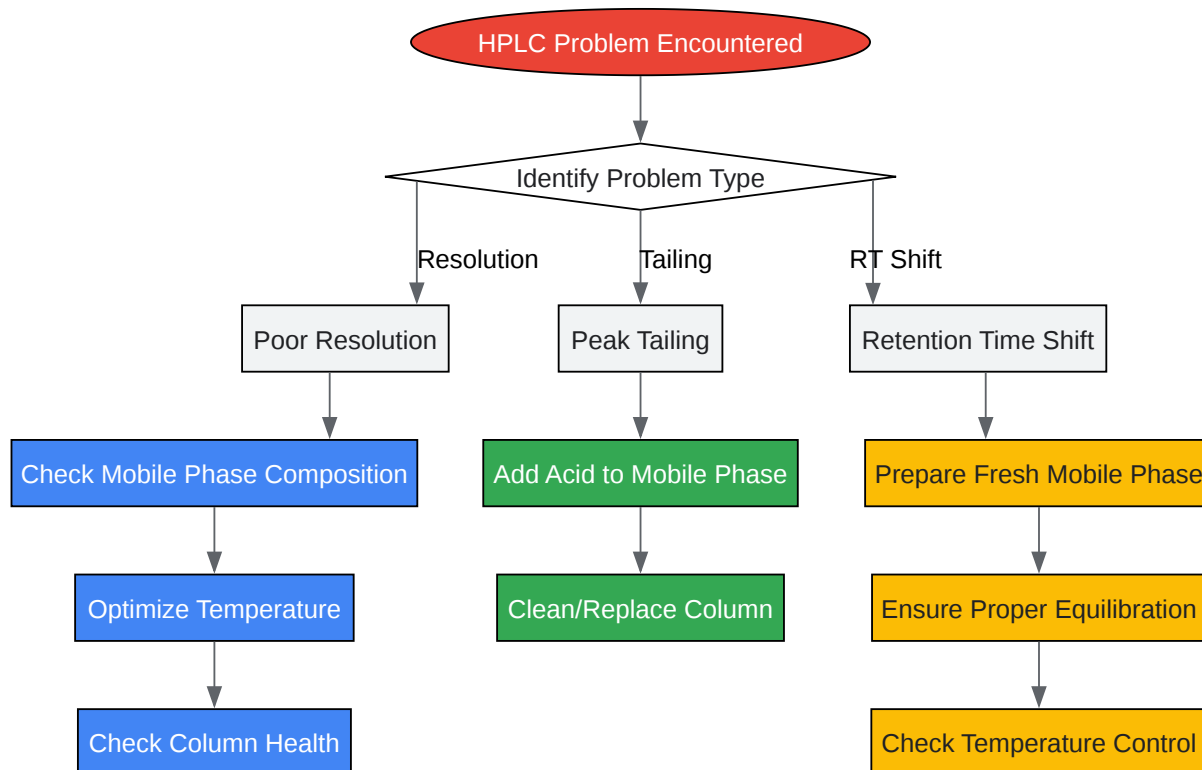 HPLC Problem Encountered
Identify Problem Type
Resolution
Tailing
RT Shift
Poor Resolution
Peak Tailing
Retention Time Shift
Check Mobile Phase Composition
Add Acid to Mobile Phase
Prepare Fresh Mobile Phase
Optimize Temperature
Clean/Replace Column
Ensure Proper Equilibration
Check Column Health
Check Temperature Control